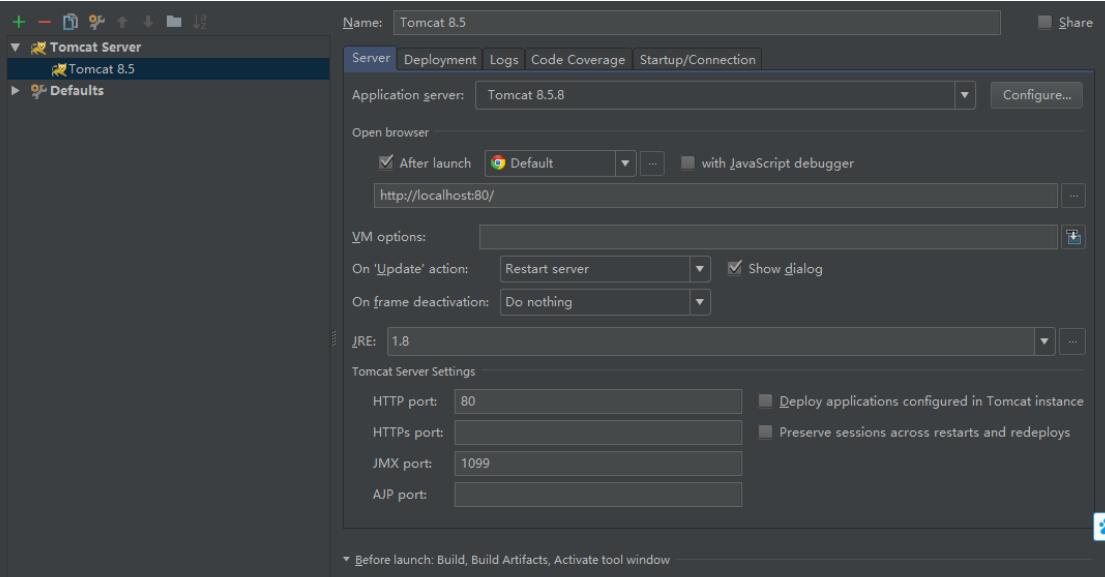 Name: Tomcat 8.5 Share
Tomcat Server
Tomcat 8.5
Defaults
Server Deployment Logs Code Coverage Startup/Connection
Application server: Tomcat 8.5.8 Configure...
Open browser
After launch Default ... with JavaScript debugger
http://localhost:80/ ...
VM options:
On 'Update' action: Restart server Show dialog
On frame deactivation: Do nothing
JRE: 1.8 ...
Tomcat Server Settings
HTTP port: 80 Deploy applications configured in Tomcat instance
HTTPs port: Preserve sessions across restarts and redeploys
JMX port: 1099
AJP port:
Before launch: Build, Build Artifacts, Activate tool window